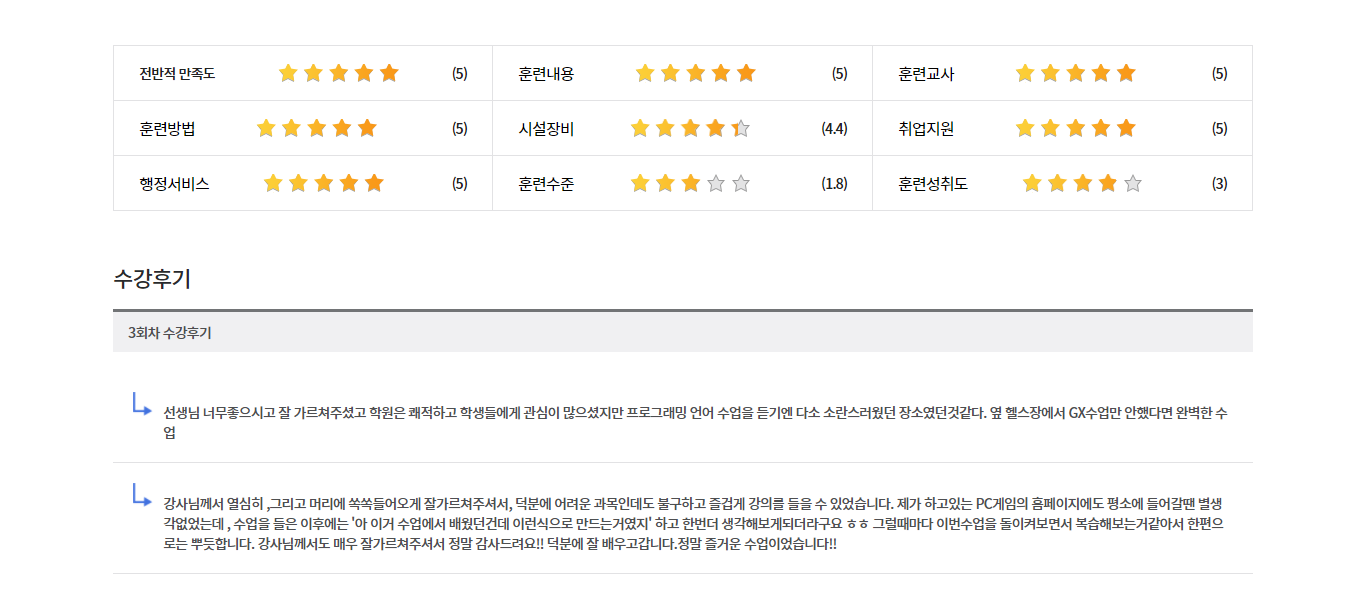 전반적 만족도 (5) 훈련내용 (5) 훈련교사 (5)
훈련방법 (5) 시설장비 (4.4) 취업지원 (5)
행정서비스 (5) 훈련수준 (1.8) 훈련성취도 (3)
수강후기
3회차 수강후기
선생님 너무좋으시고 잘 가르쳐주셨고 학원은 쾌적하고 학생들에게 관심이 많으셨지만 프로그래밍 언어 수업을 듣기엔 다소 소란스러웠던 장소였던것같다. 옆 헬스장에서 GX수업만 안했다면 완벽한 수
업
강사님께서 열심히 ,그리고 머리에 쏙쏙들어오게 잘가르쳐주셔서, 덕분에 어려운 과목인데도 불구하고 즐겁게 강의를 들을 수 있었습니다. 제가 하고있는 PC게임의 홈페이지에도 평소에 들어갈땐 별생
각없었는데 , 수업을 들은 이후에는 '아 이거 수업에서 배웠던건데 이런식으로 만드는거였지' 하고 한번더 생각해보게되더라구요 ㅎㅎ 그럴때마다 이번수업을 돌이켜보면서 복습해보는거같아서 한편으
로는 뿌듯합니다. 강사님께서도 매우 잘가르쳐주셔서 정말 감사드려요!! 덕분에 잘 배우고갑니다.정말 즐거운 수업이었습니다!!